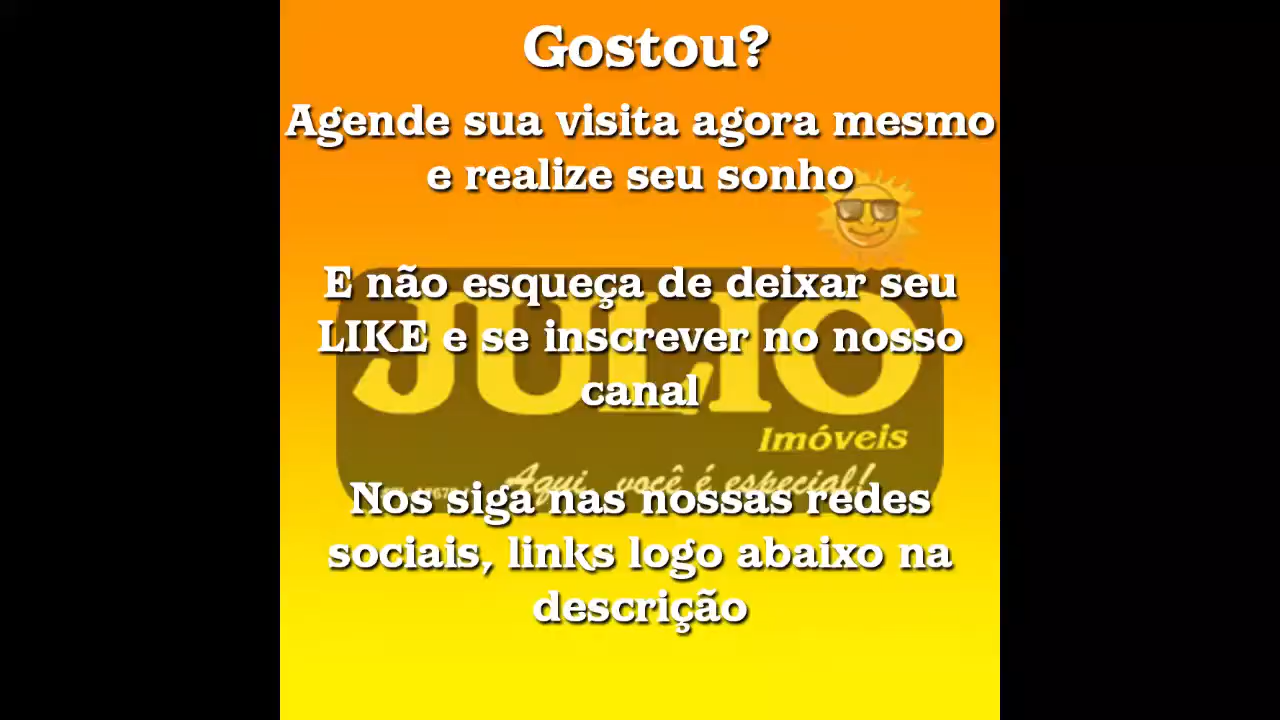 Gostou?
Agende sua visita agora mesmo
e realize seu sonho
E não esqueça de deixar seu
LIKE e se inscrever no nosso
canal
JULIO
Imóveis
Aqui, você é especial!
Nos siga nas nossas redes
sociais, links logo abaixo na
descrição